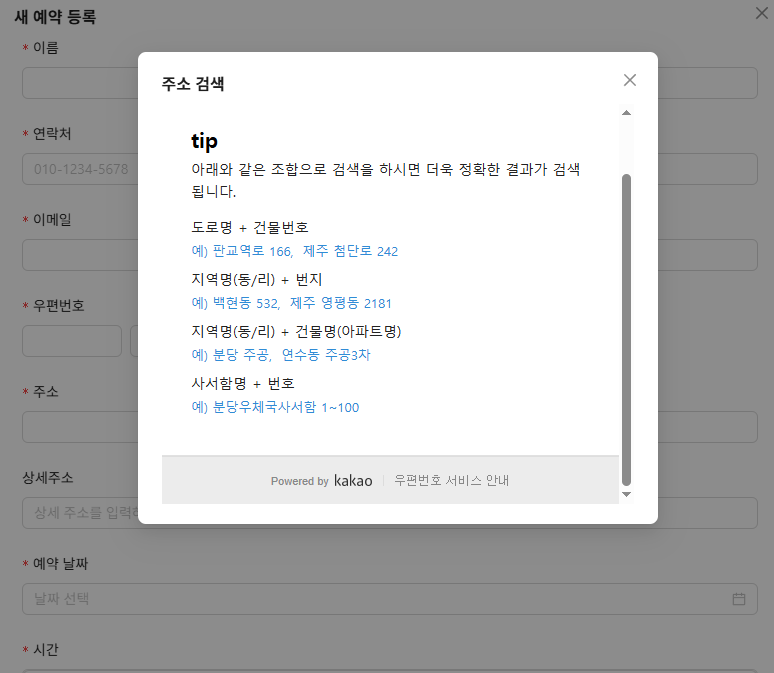 새 예약 등록
* 이름
* 연락처
010-1234-5678
* 이메일
* 우편번호
* 주소
상세주소
상세 주소를 입력
* 예약 날짜
날짜 선택
* 시간
주소 검색
tip
아래와 같은 조합으로 검색을 하시면 더욱 정확한 결과가 검색
됩니다.
도로명 + 건물번호
예) 판교역로 166, 제주 첨단로 242
지역명(동/리) + 번지
예) 백현동 532, 제주 영평동 2181
지역명(동/리) + 건물명(아파트명)
예) 분당 주공, 연수동 주공3차
사서함명 + 번호
예) 분당우체국사서함 1~100
Powered by kakao 우편번호 서비스 안내